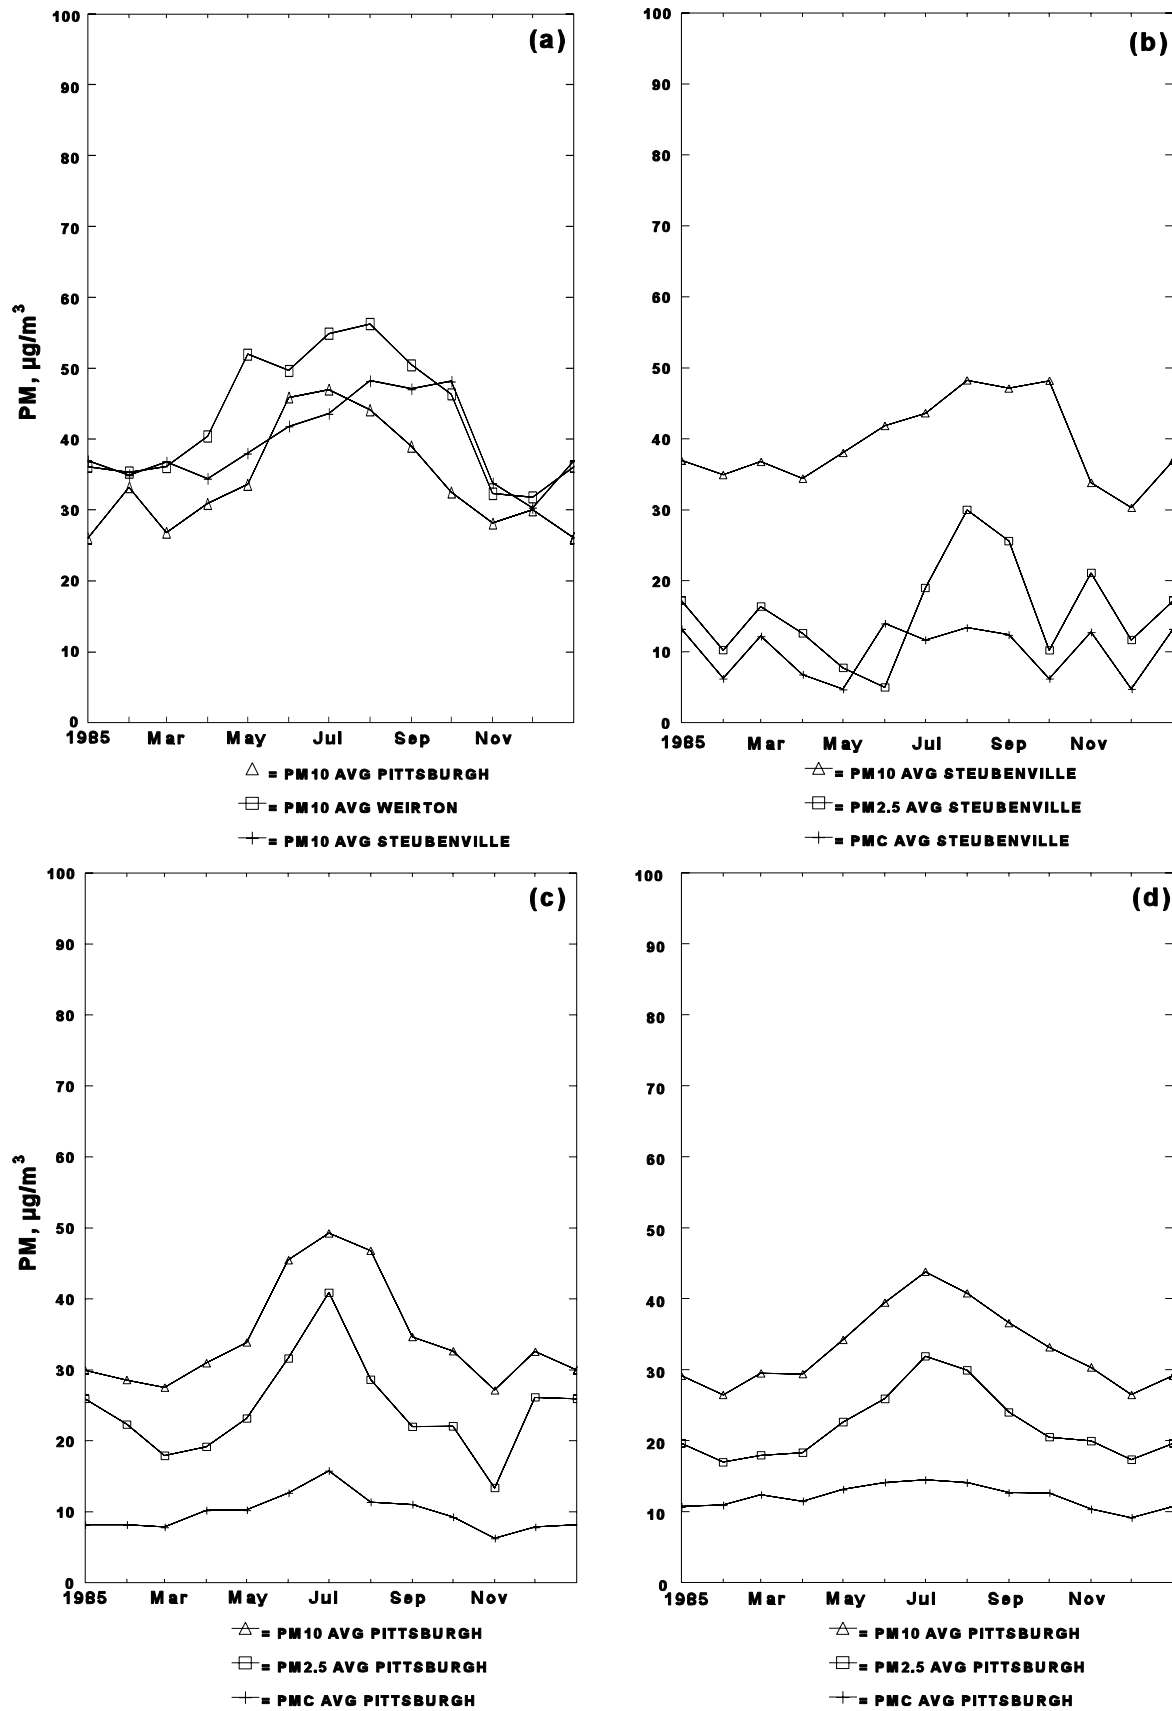 (a)
100
90
80
70
60
50
40
30
20
10
0
PM, µg/m³
1985 Mar May Jul Sep Nov
= PM10 AVG PITTSBURGH
= PM10 AVG WEIRTON
= PM10 AVG STEUBENVILLE
(b)
100
90
80
70
60
50
40
30
20
10
0
1985 Mar May Jul Sep Nov
= PM10 AVG STEUBENVILLE
= PM2.5 AVG STEUBENVILLE
= PMC AVG STEUBENVILLE
(c)
100
90
80
70
60
50
40
30
20
10
0
PM, µg/m³
1985 Mar May Jul Sep Nov
= PM10 AVG PITTSBURGH
= PM2.5 AVG PITTSBURGH
= PMC AVG PITTSBURGH
(d)
100
90
80
70
60
50
40
30
20
10
0
1985 Mar May Jul Sep Nov
= PM10 AVG PITTSBURGH
= PM2.5 AVG PITTSBURGH
= PMC AVG PITTSBURGH